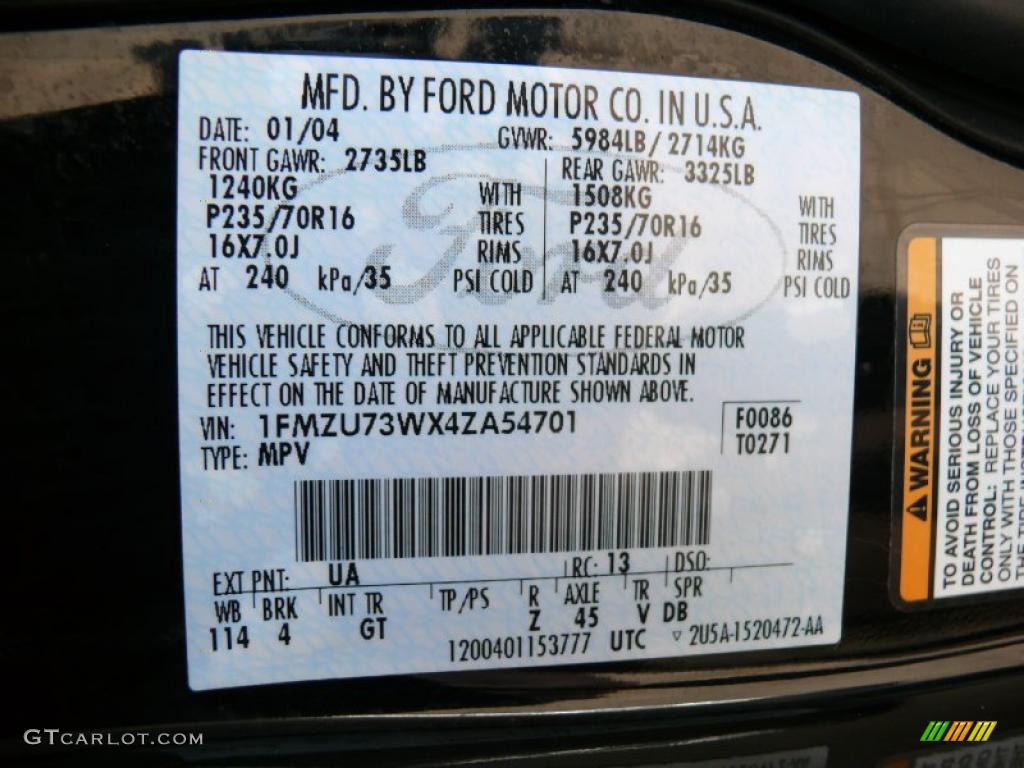 MFD. BY FORD MOTOR CO. IN U.S.A.
DATE: 01/04 GVWR: 5984LB/2714KG
FRONT GAWR: 2735LB REAR GAWR: 3325LB
1240KG WITH 1508KG WITH
P235/70R16 TIRES P235/70R16 TIRES
16X7.0J RIMS 16X7.0J RIMS
AT 240 kPa/35 PSI COLD AT 240 kPa/35 PSI COLD
Ford
THIS VEHICLE CONFORMS TO ALL APPLICABLE FEDERAL MOTOR
VEHICLE SAFETY AND THEFT PREVENTION STANDARDS IN
EFFECT ON THE DATE OF MANUFACTURE SHOWN ABOVE.
VIN: 1FMZU73WX4ZA54701 F0086
TYPE: MPV T0271
EXT PNT: UA RC: 13 DSO:
WB BRK INT TR TP/PS R AXLE TR SPR
114 4 GT Z 45 V DB
1200401153777 UTC ▽ 2U5A-1520472-AA
WARNING
TO AVOID SERIOUS INJURY OR
DEATH FROM LOSS OF VEHICLE
CONTROL: REPLACE YOUR TIRES
ONLY WITH THOSE SPECIFIED ON
GTCARLOT.COM